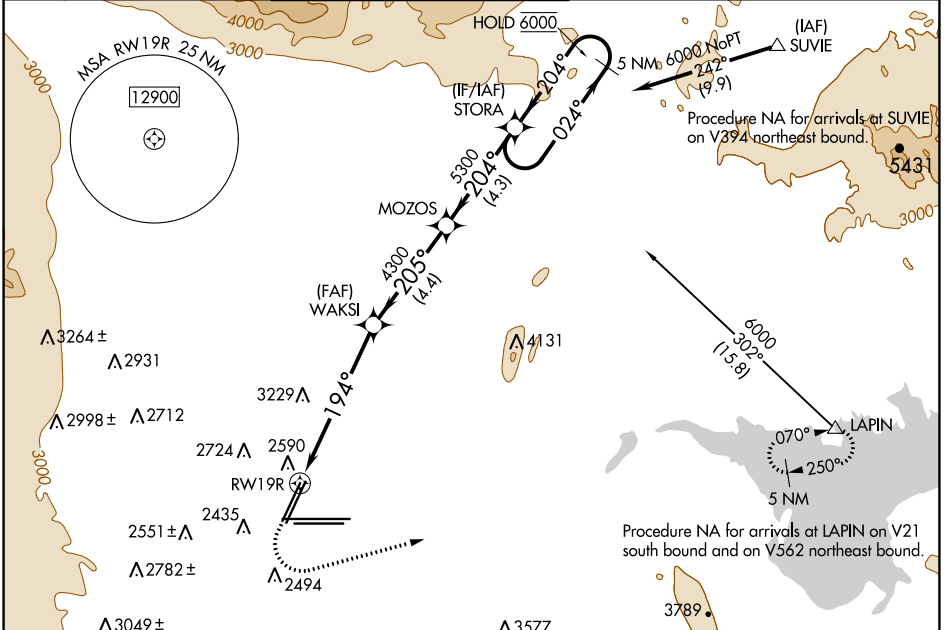 4000
3000
3000
MSA RW19R 25 NM
12900
HOLD 6000
(IAF)
SUVIE
5 NM
6000 NoPT
242°
(9.9)
204°
024°
(IF/IAF)
STORA
Procedure NA for arrivals at SUVIE
on V394 northeast bound.
5431
3000
5300
204°
(4.3)
MOZOS
4300
205°
(4.4)
(FAF)
WAKSI
3264 ±
2931
4131
6000
302°
(15.8)
194°
3229
2998 ±
2712
LAPIN
070°
250°
5 NM
2724
2590
3000
RW19R
2435
2551 ±
Procedure NA for arrivals at LAPIN on V21
south bound and on V562 northeast bound.
2782 ±
2494
3789
3049 ±
3577